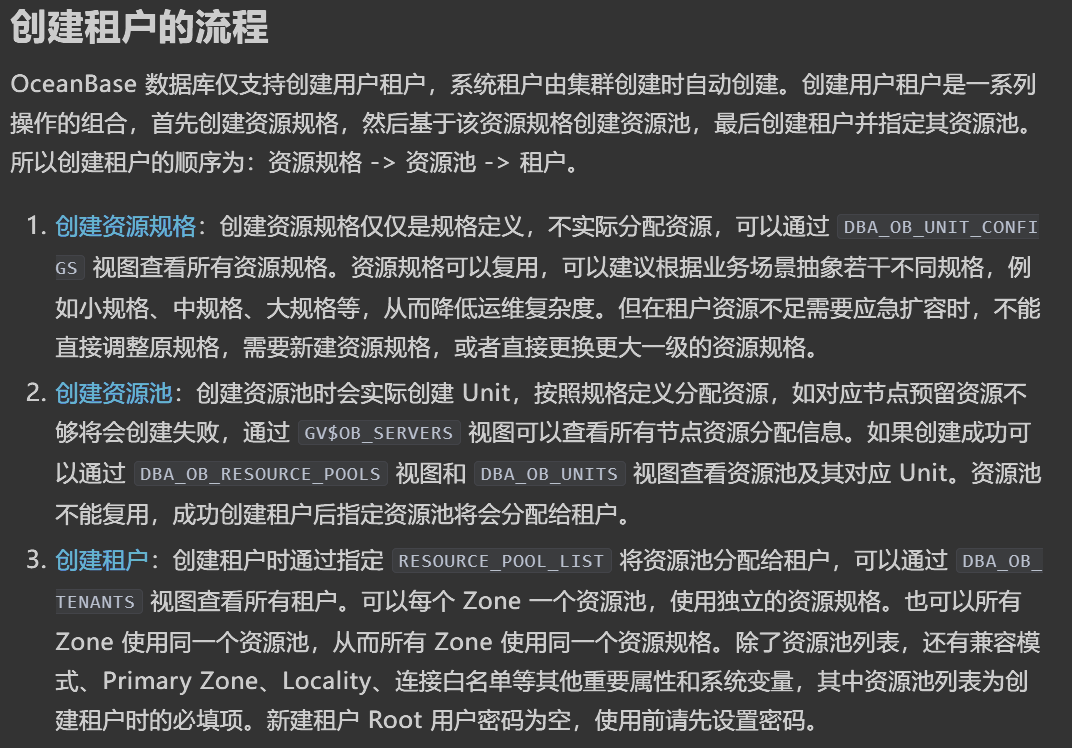 创建租户的流程
OceanBase 数据库仅支持创建用户租户，系统租户由集群创建时自动创建。创建用户租户是一系列
操作的组合，首先创建资源规格，然后基于该资源规格创建资源池，最后创建租户并指定其资源池。
所以创建租户的顺序为：资源规格 -> 资源池 -> 租户。
1. 创建资源规格：创建资源规格仅仅是规格定义，不实际分配资源，可以通过 DBA_OB_UNIT_CONFI
GS 视图查看所有资源规格。资源规格可以复用，可以建议根据业务场景抽象若干不同规格，例
如小规格、中规格、大规格等，从而降低运维复杂度。但在租户资源不足需要应急扩容时，不能
直接调整原规格，需要新建资源规格，或者直接更换更大一级的资源规格。
2. 创建资源池：创建资源池时会实际创建 Unit，按照规格定义分配资源，如对应节点预留资源不
够将会创建失败，通过 GV$OB_SERVERS 视图可以查看所有节点资源分配信息。如果创建成功可
以通过 DBA_OB_RESOURCE_POOLS 视图和 DBA_OB_UNITS 视图查看资源池及其对应 Unit。资源池
不能复用，成功创建租户后指定资源池将会分配给租户。
3. 创建租户：创建租户时通过指定 RESOURCE_POOL_LIST 将资源池分配给租户，可以通过 DBA_OB_
TENANTS 视图查看所有租户。可以每个 Zone 一个资源池，使用独立的资源规格。也可以所有
Zone 使用同一个资源池，从而所有 Zone 使用同一个资源规格。除了资源池列表，还有兼容模
式、Primary Zone、Locality、连接白名单等其他重要属性和系统变量，其中资源池列表为创
建租户时的必填项。新建租户 Root 用户密码为空，使用前请先设置密码。